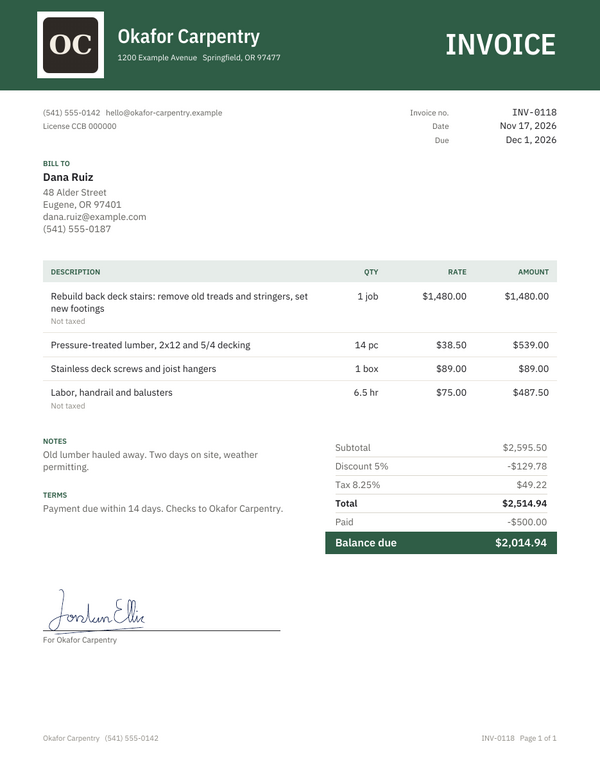 OC
Okafor Carpentry
1200 Example Avenue Springfield, OR 97477
INVOICE
(541) 555-0142 hello@okafor-carpentry.example
License CCB 000000
Invoice no. INV-0118
Date Nov 17, 2026
Due Dec 1, 2026
BILL TO
Dana Ruiz
48 Alder Street
Eugene, OR 97401
dana.ruiz@example.com
(541) 555-0187
DESCRIPTION QTY RATE AMOUNT
Rebuild back deck stairs: remove old treads and stringers, set 1 job $1,480.00 $1,480.00
new footings
Not taxed
Pressure-treated lumber, 2x12 and 5/4 decking 14 pc $38.50 $539.00
Stainless deck screws and joist hangers 1 box $89.00 $89.00
Labor, handrail and balusters 6.5 hr $75.00 $487.50
Not taxed
NOTES
Old lumber hauled away. Two days on site, weather
permitting.
TERMS
Payment due within 14 days. Checks to Okafor Carpentry.
Subtotal $2,595.50
Discount 5% -$129.78
Tax 8.25% $49.22
Total $2,514.94
Paid -$500.00
Balance due $2,014.94
Ellis
For Okafor Carpentry
Okafor Carpentry (541) 555-0142
INV-0118 Page 1 of 1